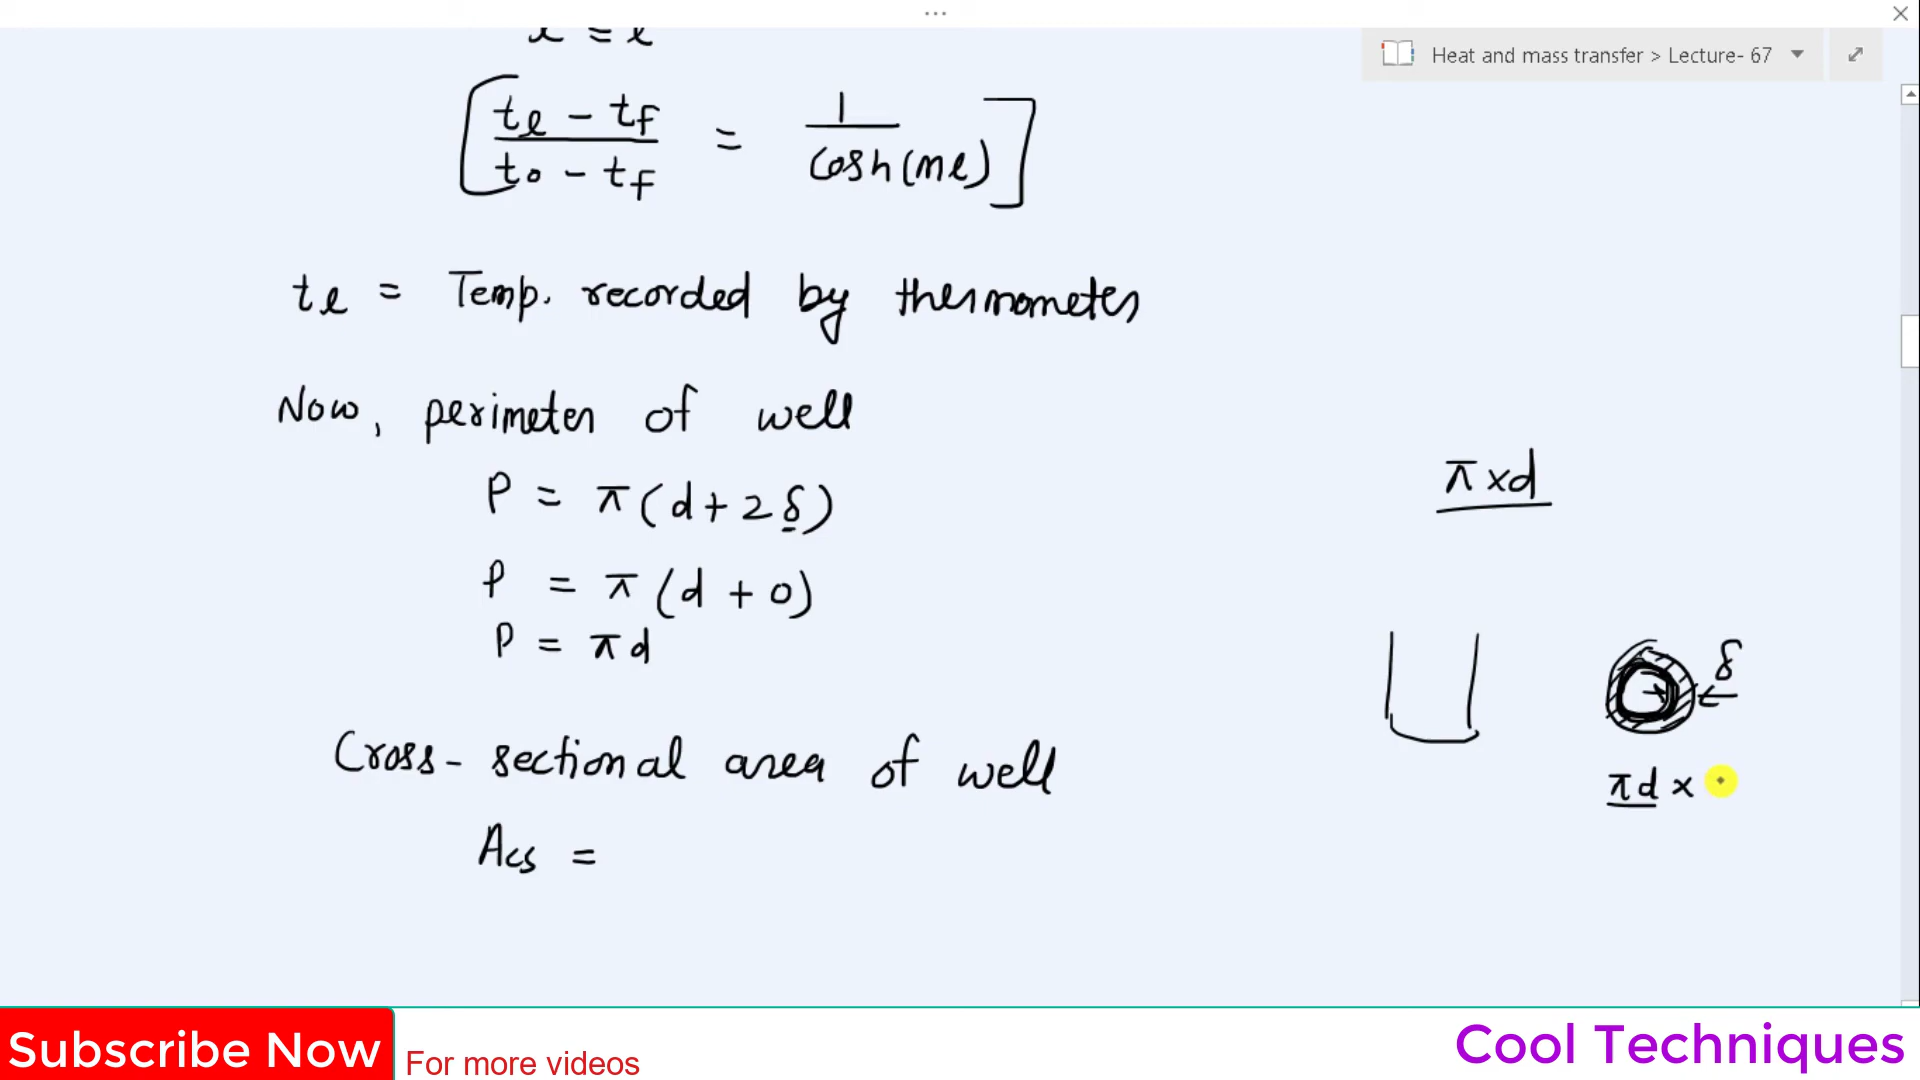 Heat and mass transfer > Lecture- 67
x = l
[ (tl - tf) / (to - tf) = 1 / cosh(ml) ]
tl = Temp. recorded by thermometer
Now, perimeter of well
P = π(d+2δ)
π×d
P = π(d + 0)
P = πd
δ
Cross-sectional area of well
πd ×
Acs =
Subscribe Now
For more videos
Cool Techniques